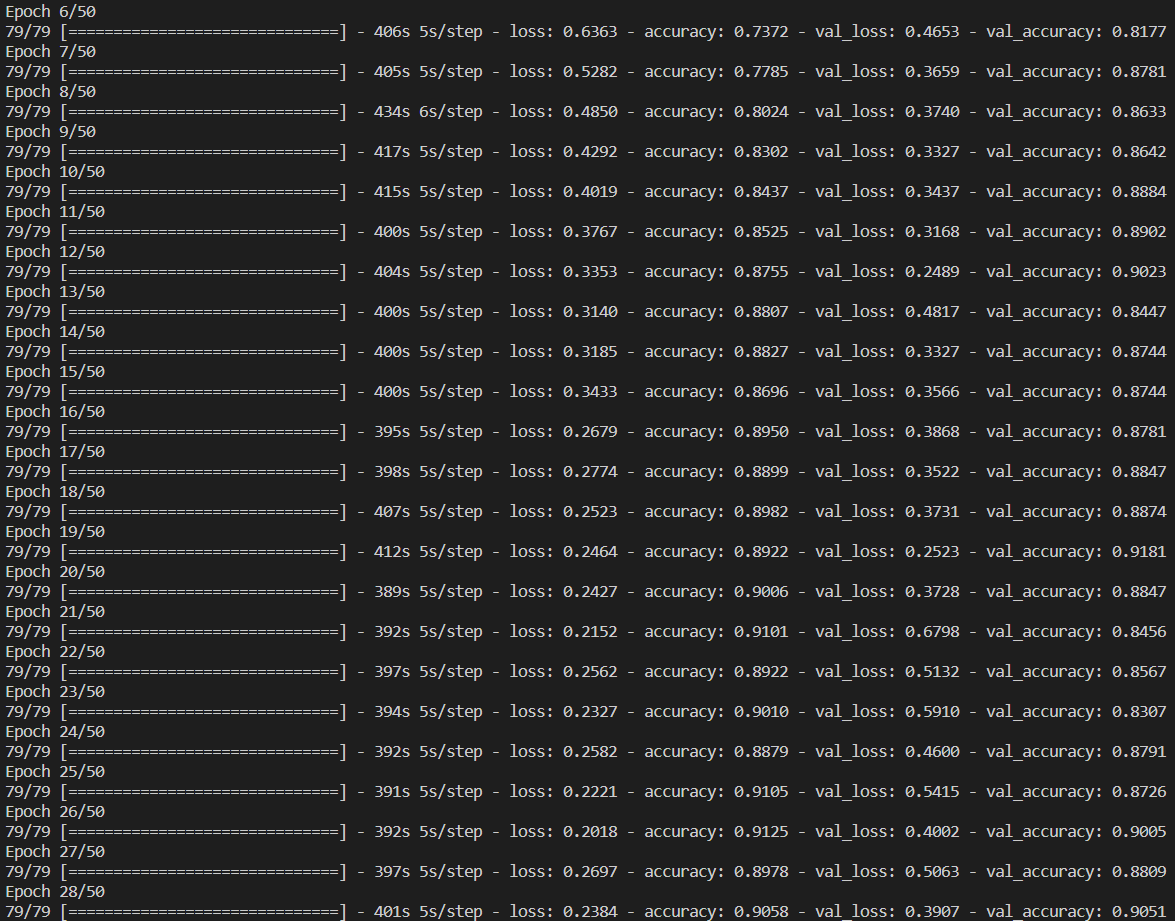 Epoch 6/50
79/79 [==============================] - 406s 5s/step - loss: 0.6363 - accuracy: 0.7372 - val_loss: 0.4653 - val_accuracy: 0.8177
Epoch 7/50
79/79 [==============================] - 405s 5s/step - loss: 0.5282 - accuracy: 0.7785 - val_loss: 0.3659 - val_accuracy: 0.8781
Epoch 8/50
79/79 [==============================] - 434s 6s/step - loss: 0.4850 - accuracy: 0.8024 - val_loss: 0.3740 - val_accuracy: 0.8633
Epoch 9/50
79/79 [==============================] - 417s 5s/step - loss: 0.4292 - accuracy: 0.8302 - val_loss: 0.3327 - val_accuracy: 0.8642
Epoch 10/50
79/79 [==============================] - 415s 5s/step - loss: 0.4019 - accuracy: 0.8437 - val_loss: 0.3437 - val_accuracy: 0.8884
Epoch 11/50
79/79 [==============================] - 400s 5s/step - loss: 0.3767 - accuracy: 0.8525 - val_loss: 0.3168 - val_accuracy: 0.8902
Epoch 12/50
79/79 [==============================] - 404s 5s/step - loss: 0.3353 - accuracy: 0.8755 - val_loss: 0.2489 - val_accuracy: 0.9023
Epoch 13/50
79/79 [==============================] - 400s 5s/step - loss: 0.3140 - accuracy: 0.8807 - val_loss: 0.4817 - val_accuracy: 0.8447
Epoch 14/50
79/79 [==============================] - 400s 5s/step - loss: 0.3185 - accuracy: 0.8827 - val_loss: 0.3327 - val_accuracy: 0.8744
Epoch 15/50
79/79 [==============================] - 400s 5s/step - loss: 0.3433 - accuracy: 0.8696 - val_loss: 0.3566 - val_accuracy: 0.8744
Epoch 16/50
79/79 [==============================] - 395s 5s/step - loss: 0.2679 - accuracy: 0.8950 - val_loss: 0.3868 - val_accuracy: 0.8781
Epoch 17/50
79/79 [==============================] - 398s 5s/step - loss: 0.2774 - accuracy: 0.8899 - val_loss: 0.3522 - val_accuracy: 0.8847
Epoch 18/50
79/79 [==============================] - 407s 5s/step - loss: 0.2523 - accuracy: 0.8982 - val_loss: 0.3731 - val_accuracy: 0.8874
Epoch 19/50
79/79 [==============================] - 412s 5s/step - loss: 0.2464 - accuracy: 0.8922 - val_loss: 0.2523 - val_accuracy: 0.9181
Epoch 20/50
79/79 [==============================] - 389s 5s/step - loss: 0.2427 - accuracy: 0.9006 - val_loss: 0.3728 - val_accuracy: 0.8847
Epoch 21/50
79/79 [==============================] - 392s 5s/step - loss: 0.2152 - accuracy: 0.9101 - val_loss: 0.6798 - val_accuracy: 0.8456
Epoch 22/50
79/79 [==============================] - 397s 5s/step - loss: 0.2562 - accuracy: 0.8922 - val_loss: 0.5132 - val_accuracy: 0.8567
Epoch 23/50
79/79 [==============================] - 394s 5s/step - loss: 0.2327 - accuracy: 0.9010 - val_loss: 0.5910 - val_accuracy: 0.8307
Epoch 24/50
79/79 [==============================] - 392s 5s/step - loss: 0.2582 - accuracy: 0.8879 - val_loss: 0.4600 - val_accuracy: 0.8791
Epoch 25/50
79/79 [==============================] - 391s 5s/step - loss: 0.2221 - accuracy: 0.9105 - val_loss: 0.5415 - val_accuracy: 0.8726
Epoch 26/50
79/79 [==============================] - 392s 5s/step - loss: 0.2018 - accuracy: 0.9125 - val_loss: 0.4002 - val_accuracy: 0.9005
Epoch 27/50
79/79 [==============================] - 397s 5s/step - loss: 0.2697 - accuracy: 0.8978 - val_loss: 0.5063 - val_accuracy: 0.8809
Epoch 28/50
79/79 [==============================] - 401s 5s/step - loss: 0.2384 - accuracy: 0.9058 - val_loss: 0.3907 - val_accuracy: 0.9051